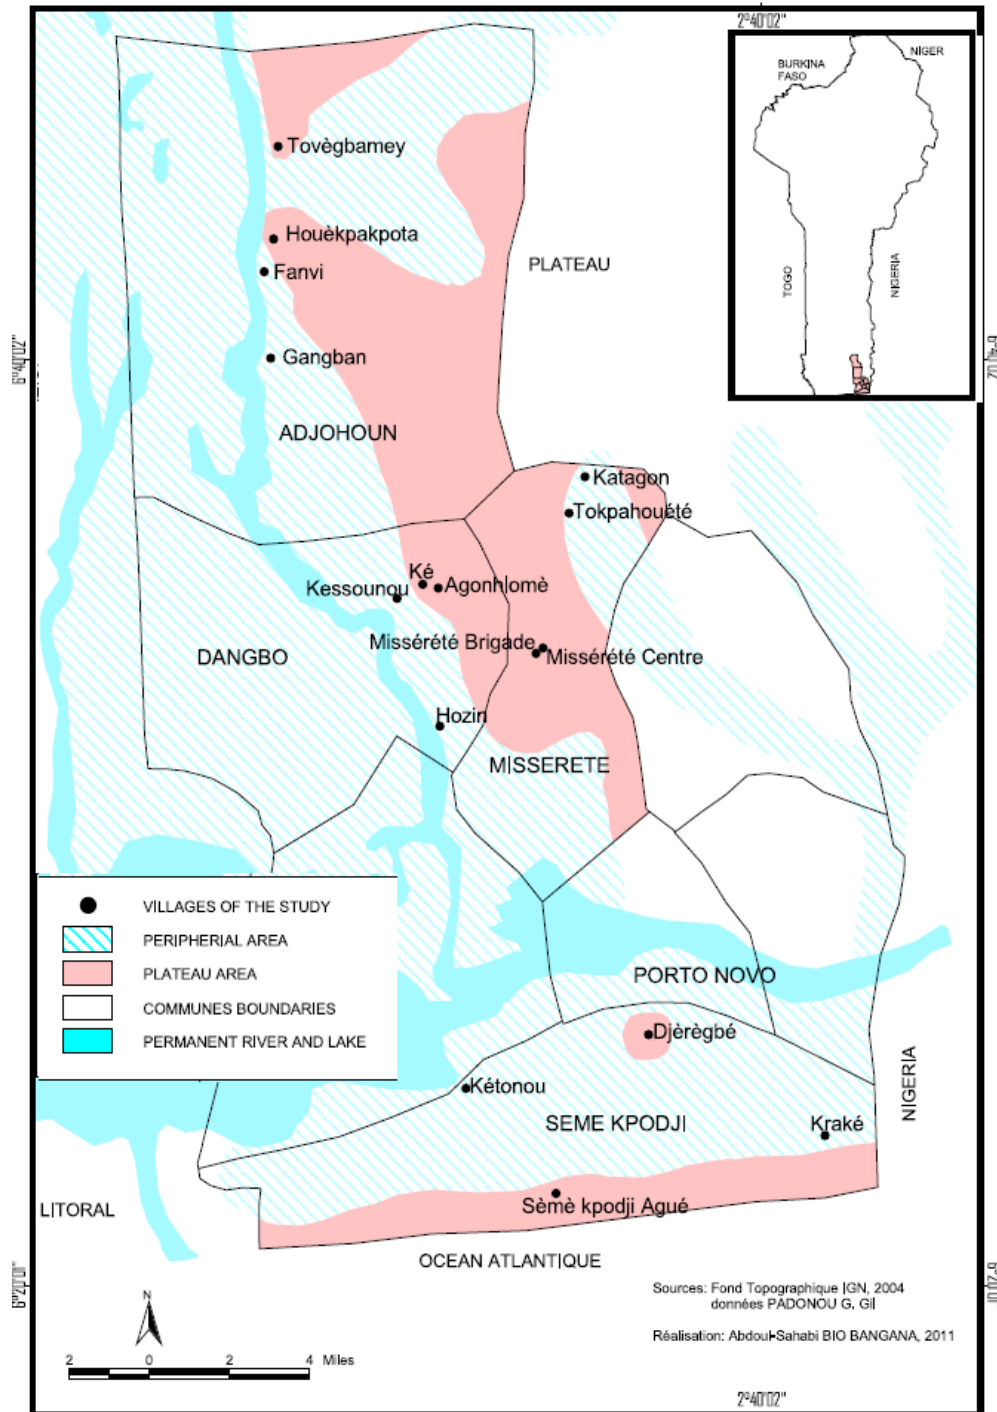 2°40'02"
BURKINA
FASO
NIGER
TOGO
NIGERIA
Tovègbamey
Houèkpakpota
Fanvi
PLATEAU
6°40'02"
Gangban
ADJOHOUN
Katagon
Tokpahouété
Ké
Agonhlomè
Kessounou
Missérété Brigade
Missérété Centre
DANGBO
Hozin
MISSERETE
VILLAGES OF THE STUDY
PERIPHERIAL AREA
PLATEAU AREA
COMMUNES BOUNDARIES
PERMANENT RIVER AND LAKE
PORTO NOVO
Djèrègbé
Kétonou
NIGERIA
SEME KPODJI
Kraké
Sèmè kpodji Agué
LITORAL
OCEAN ATLANTIQUE
6°20'01"
Sources: Fond Topographique IGN, 2004
données PADONOU G. Gil
Réalisation: Abdoul-Sahabi BIO BANGANA, 2011
N
2 0 2 4 Miles
2°40'02"